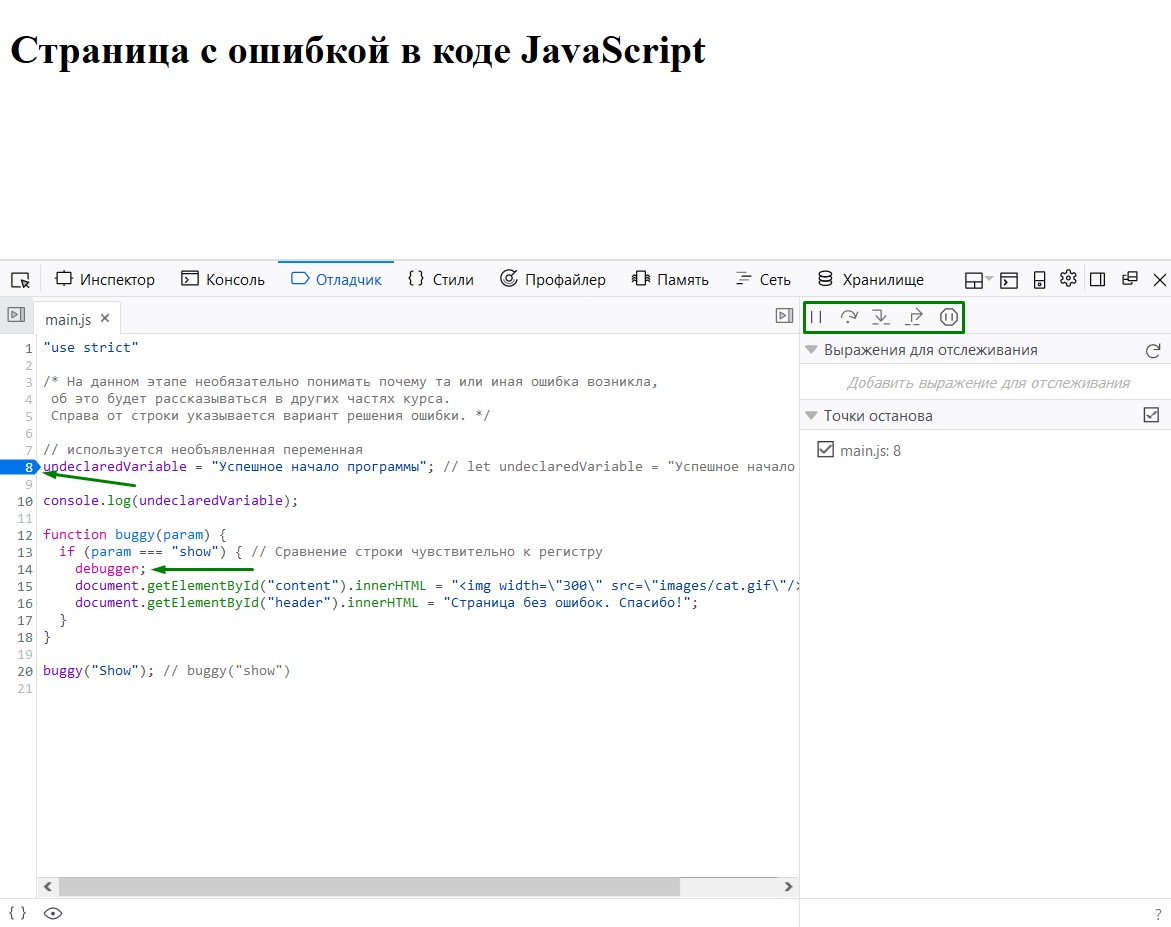 Страница с ошибкой в коде JavaScript
Инспектор Консоль Отладчик { } Стили Профайлер Память Сеть Хранилище
main.js
Выражения для отслеживания
Добавить выражение для отслеживания
Точки останова
main.js: 8
1 "use strict"
2
3 /* На данном этапе необязательно понимать почему та или иная ошибка возникла,
4 об это будет рассказываться в других частях курса.
5 Справа от строки указывается вариант решения ошибки. */
6
7 // используется необъявленная переменная
8 undeclaredVariable = "Успешное начало программы"; // let undeclaredVariable = "Успешное начало
9
10 console.log(undeclaredVariable);
11
12 function buggy(param) {
13 if (param === "show") { // Сравнение строки чувствительно к регистру
14 debugger;
15 document.getElementById("content").innerHTML = "<img width=\"300\" src=\"images/cat.gif\"/>
16 document.getElementById("header").innerHTML = "Страница без ошибок. Спасибо!";
17 }
18 }
19
20 buggy("Show"); // buggy("show")
21
{ } ?